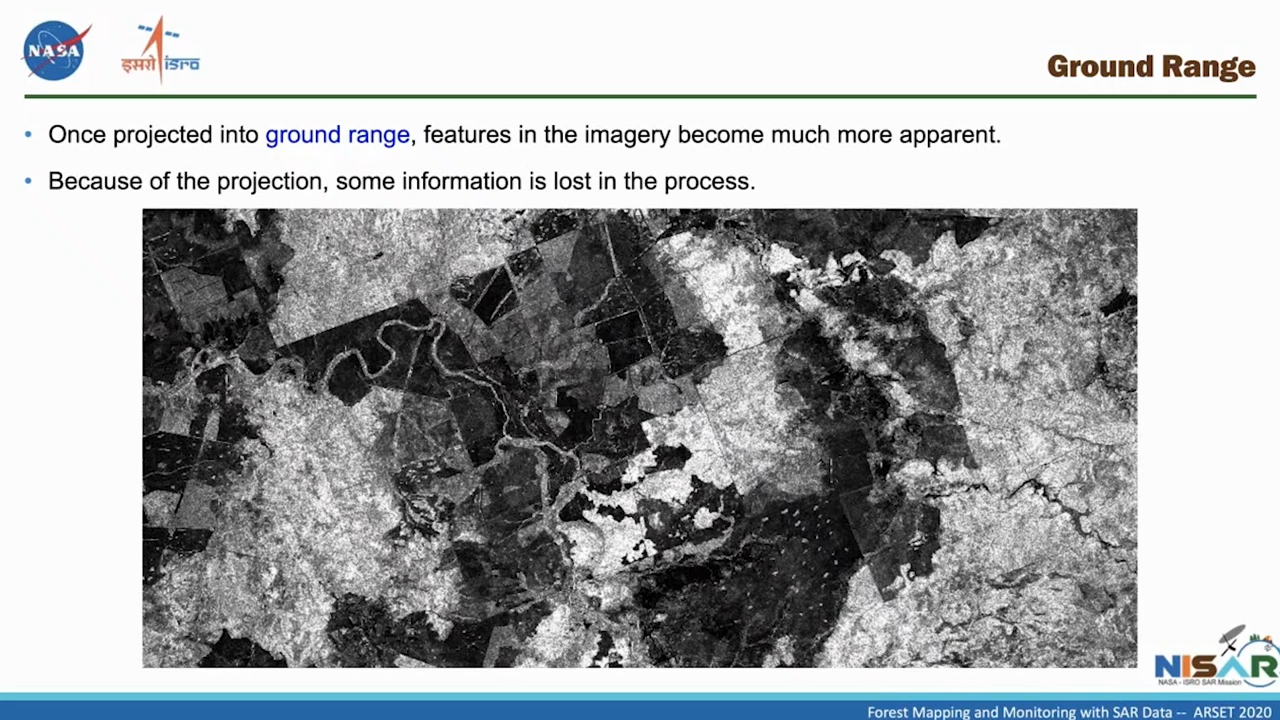 NASA
इसरो isro
Ground Range
• Once projected into ground range, features in the imagery become much more apparent.
• Because of the projection, some information is lost in the process.
NISAR
NASA - ISRO SAR Mission
Forest Mapping and Monitoring with SAR Data -- ARSET 2020